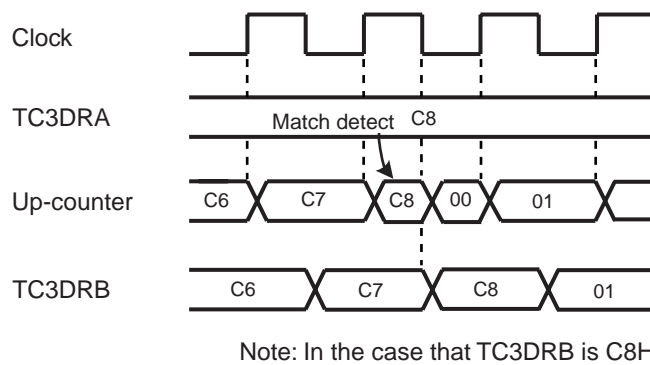 Clock
TC3DRA
Match detect C8
Up-counter C6 C7 C8 00 01
TC3DRB C6 C7 C8 01
Note: In the case that TC3DRB is C8H